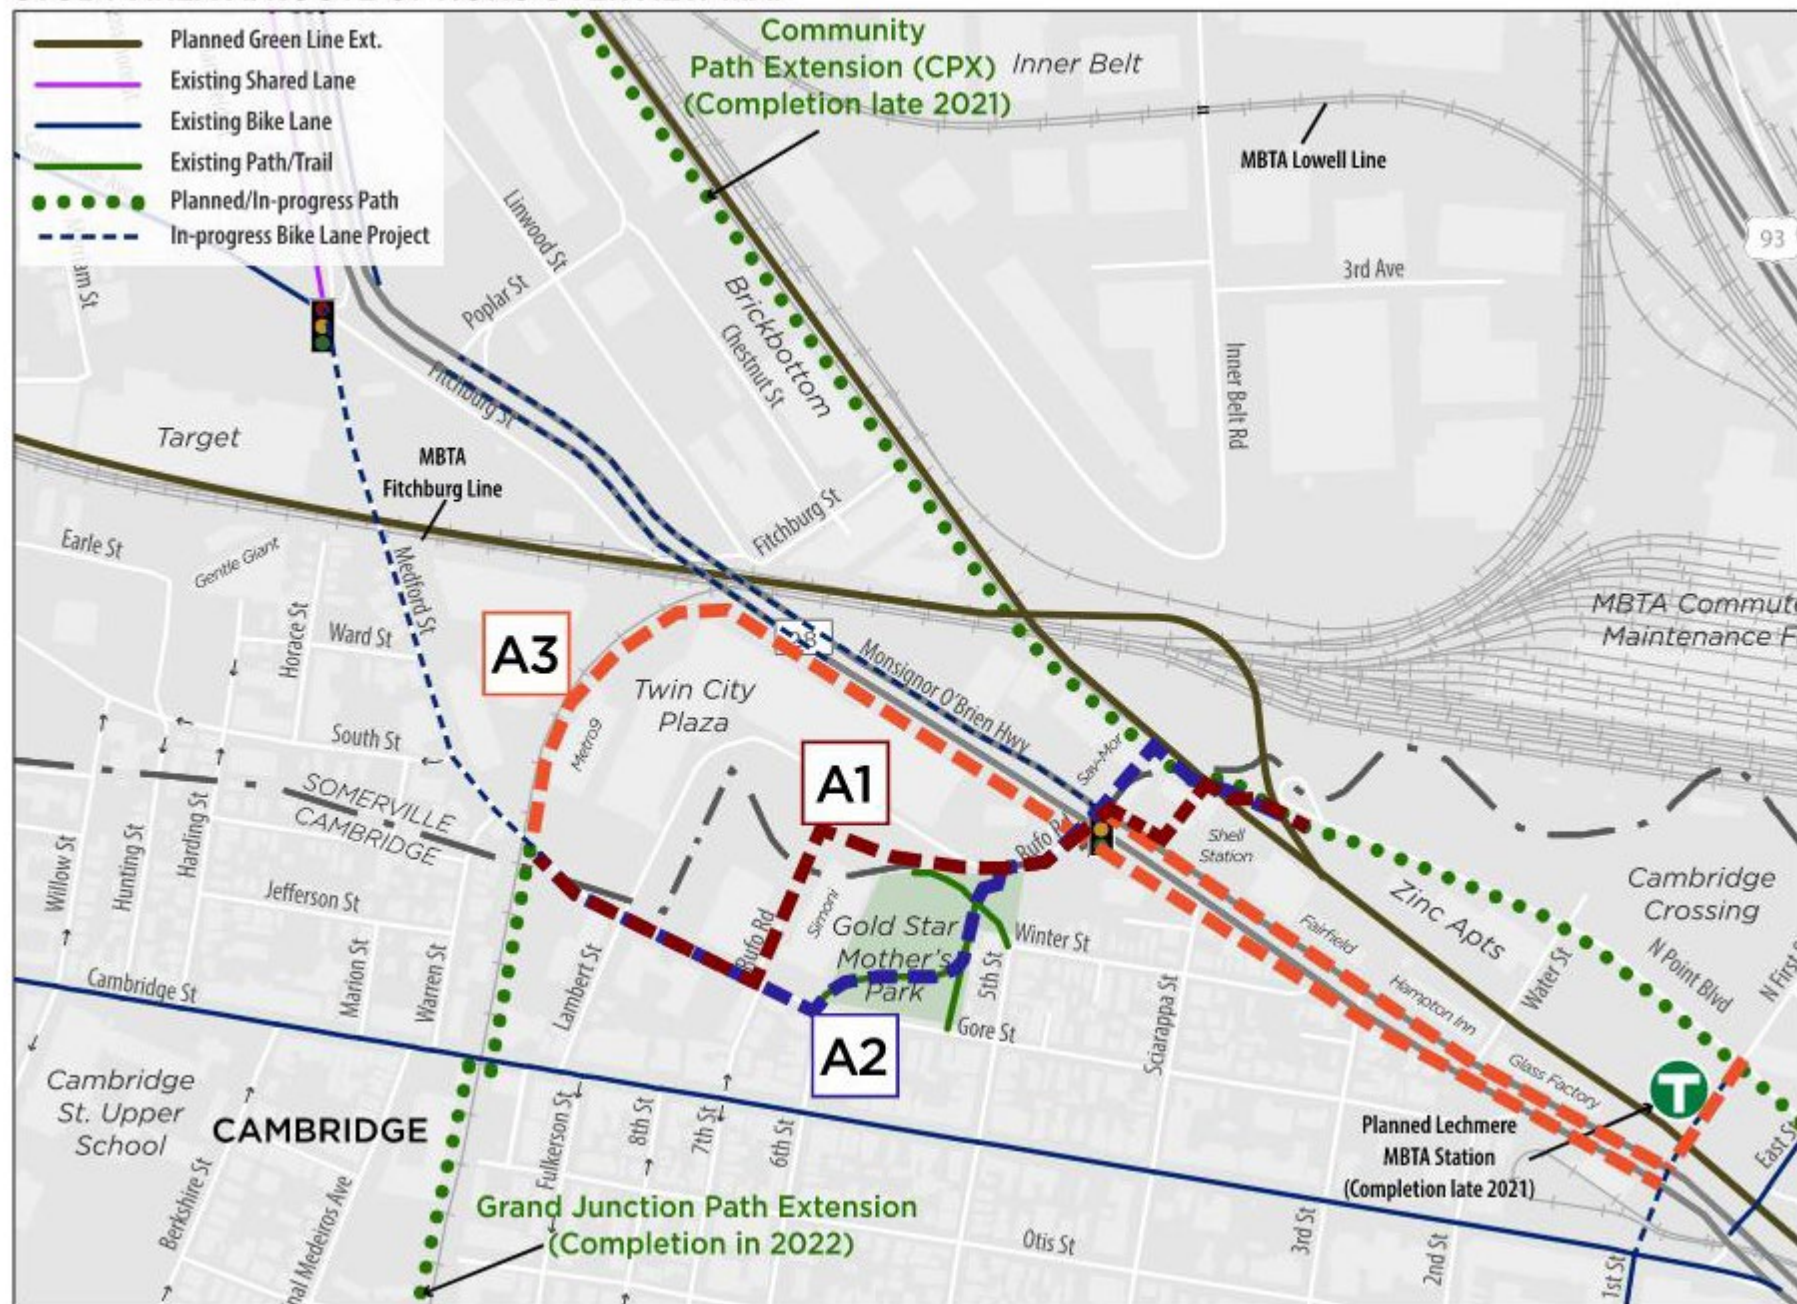 Planned Green Line Ext.
Existing Shared Lane
Existing Bike Lane
Existing Path/Trail
Planned/In-progress Path
In-progress Bike Lane Project
Community
Path Extension (CPX)
(Completion late 2021)
Inner Belt
MBTA Lowell Line
93
3rd Ave
Inner Belt Rd
Linwood St
Poplar St
Chestnut St
Brickbottom
Fitchburg St
Fitchburg St
Target
MBTA
Fitchburg Line
Earle St
Gentle Giant
Medford St
Horace St
Ward St
South St
A3
Twin City
Plaza
Metro9
28
Monsignor O'Brien Hwy
Sav-Mor
MBTA Commut
Maintenance F
SOMERVILLE
CAMBRIDGE
A1
Rufo Rd
Shell
Station
Willow St
Hunting St
Harding St
Jefferson St
Marion St
Warren St
Cambridge St
Lambert St
Rufo Rd
Simoni
Gold Star
Mother's
Park
Winter St
5th St
Gore St
Sciarappa St
Fairfield
Hampton Inn
Glass Factory
Zinc Apts
Water St
Cambridge
Crossing
N Point Blvd
N First
A2
Cambridge
St. Upper
School
CAMBRIDGE
Berkshire St
nal Medeiros Ave
Fulkerson St
8th St
7th St
6th St
Grand Junction Path Extension
(Completion in 2022)
Otis St
3rd St
2nd St
1st St
T
Planned Lechmere
MBTA Station
(Completion late 2021)
East St